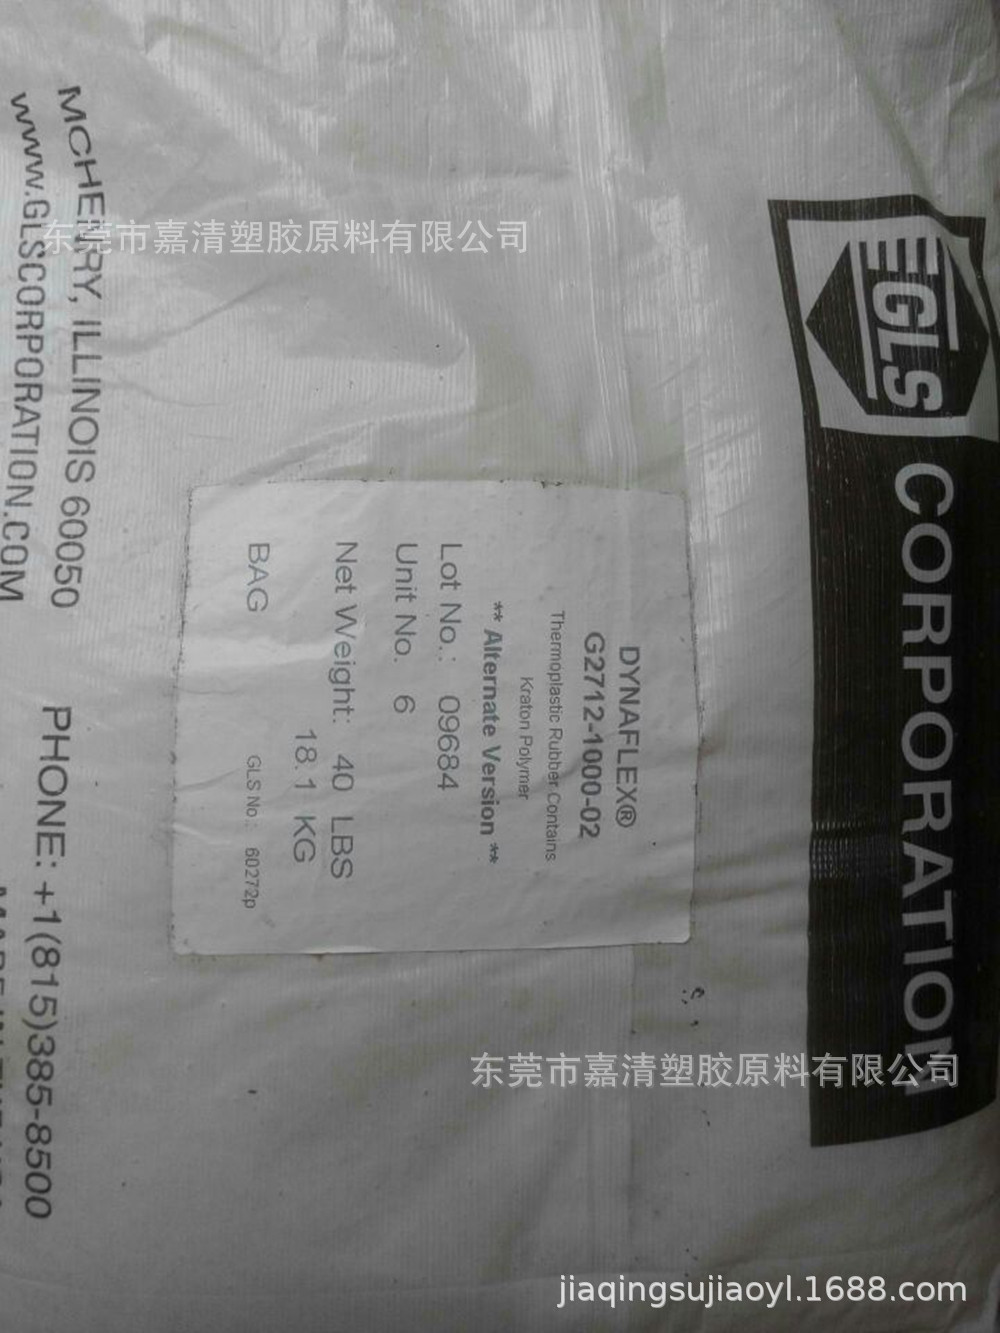 GLS CORPORATION
DYNAFLEX®
G2712-1000-02
Thermoplastic Rubber Contains
Kraton Polymer
** Alternate Version **
Lot No.: 09684
Unit No. 6
Net Weight: 40 LBS
18.1 KG
BAG GLS No.: 60272p
MCHENRY, ILLINOIS 60050 PHONE: +1(815)385-8500
WWW.GLSCORPORATION.COM
东莞市嘉清塑胶原料有限公司
东莞市嘉清塑胶原料有限公司
jiaqingsujiaoyl.1688.com